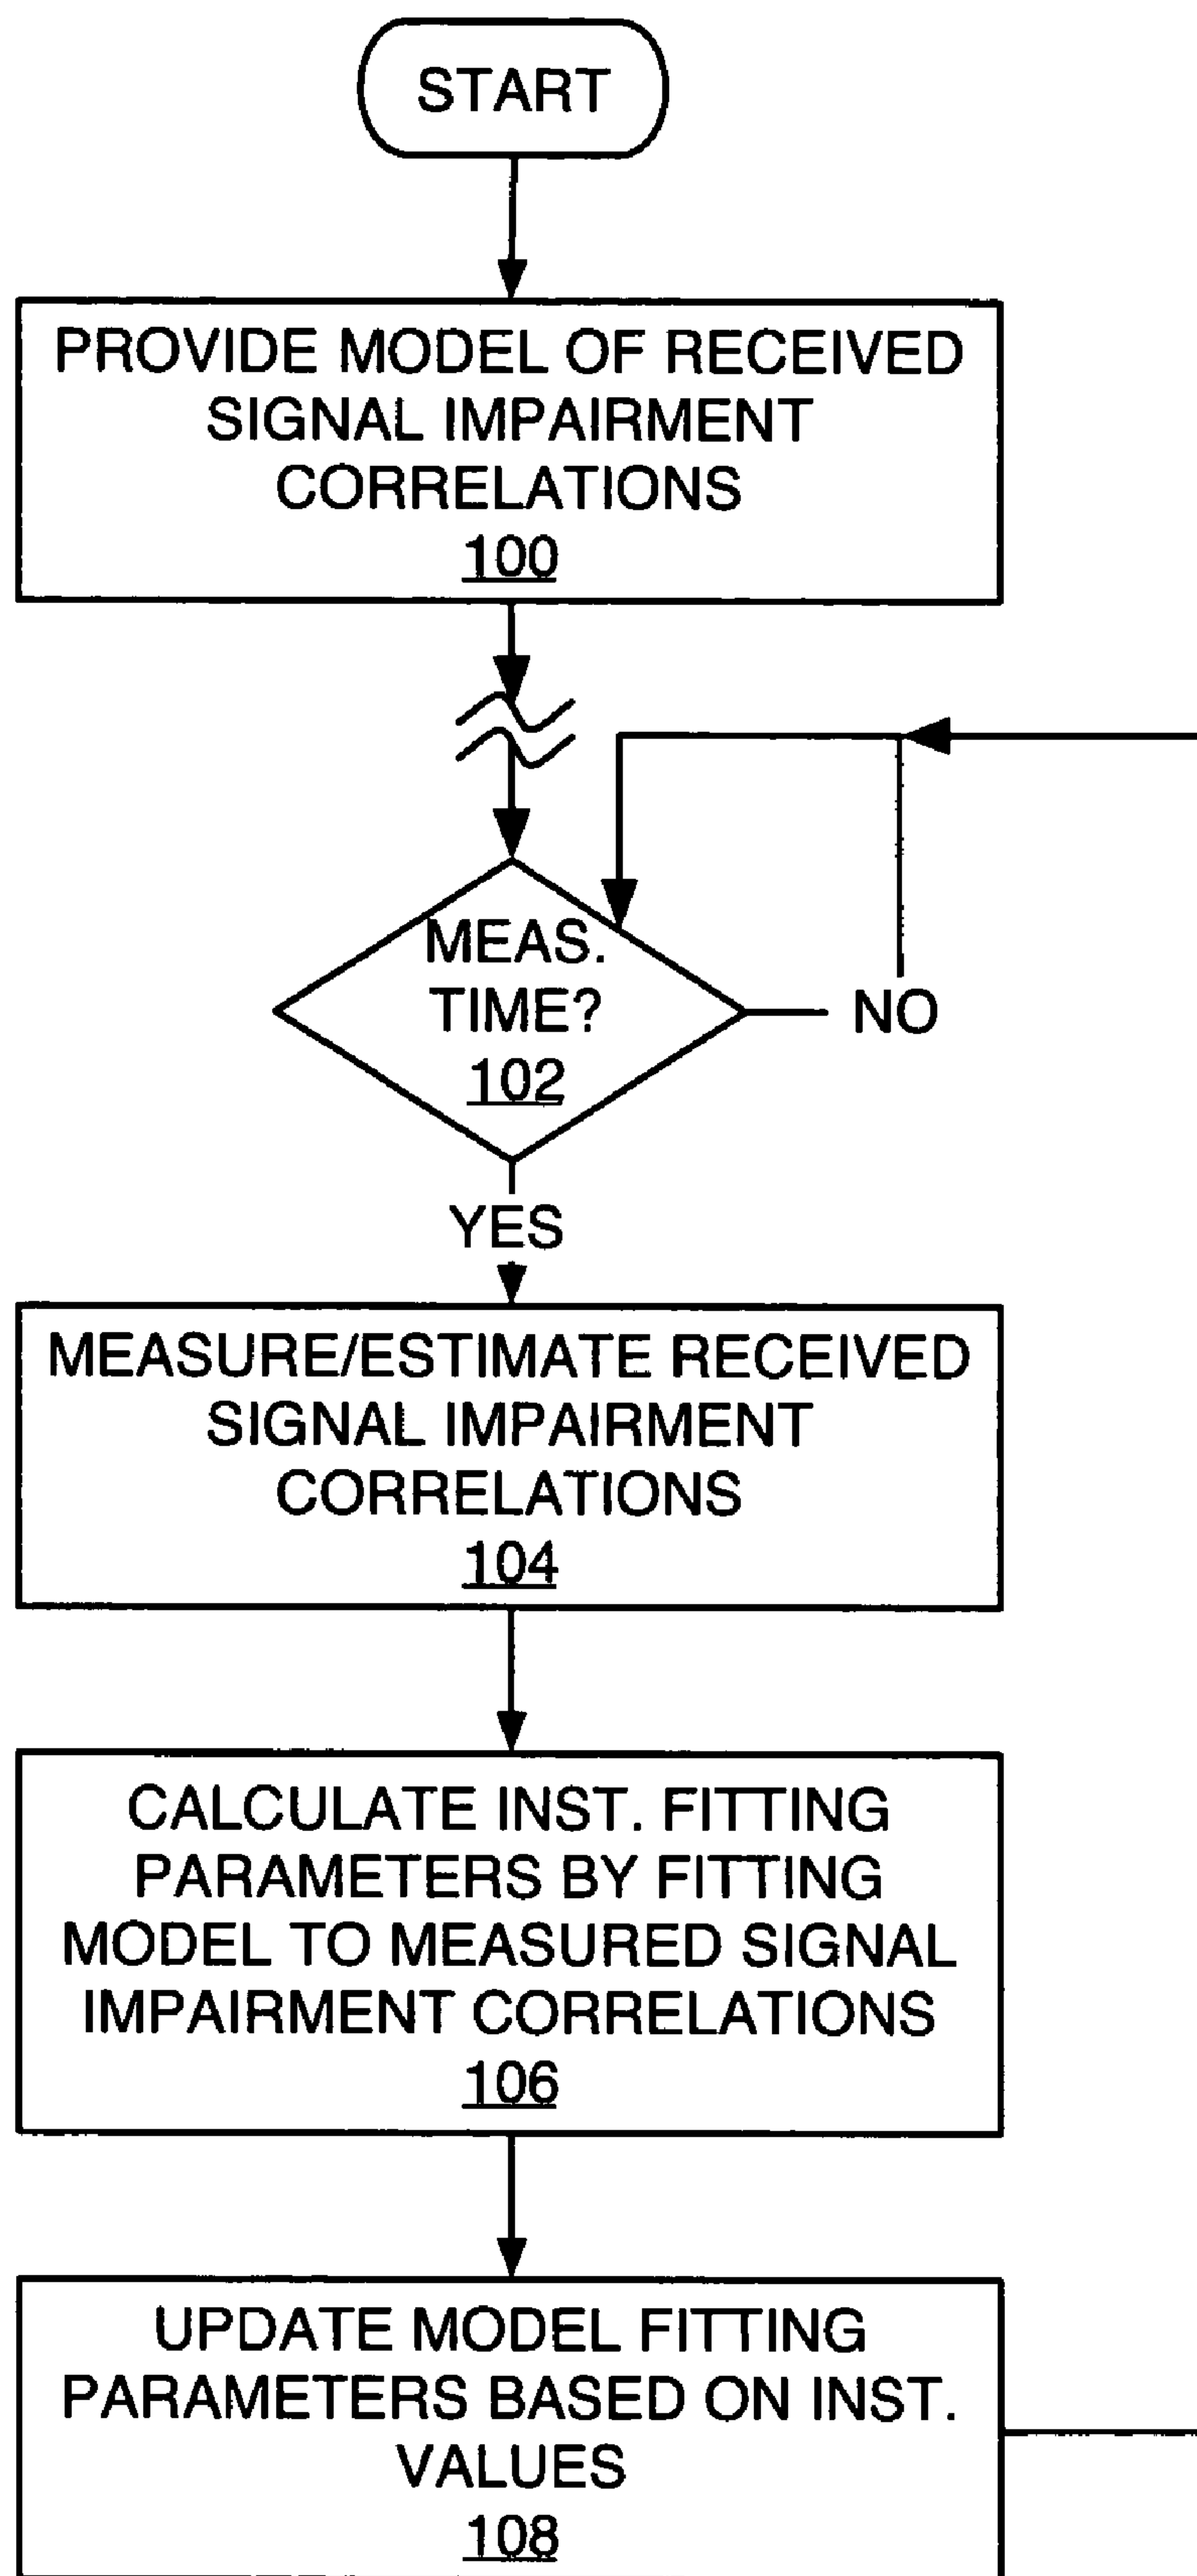 START
PROVIDE MODEL OF RECEIVED
SIGNAL IMPAIRMENT
CORRELATIONS
100
MEAS.
TIME?
102
NO
YES
MEASURE/ESTIMATE RECEIVED
SIGNAL IMPAIRMENT
CORRELATIONS
104
CALCULATE INST. FITTING
PARAMETERS BY FITTING
MODEL TO MEASURED SIGNAL
IMPAIRMENT CORRELATIONS
106
UPDATE MODEL FITTING
PARAMETERS BASED ON INST.
VALUES
108